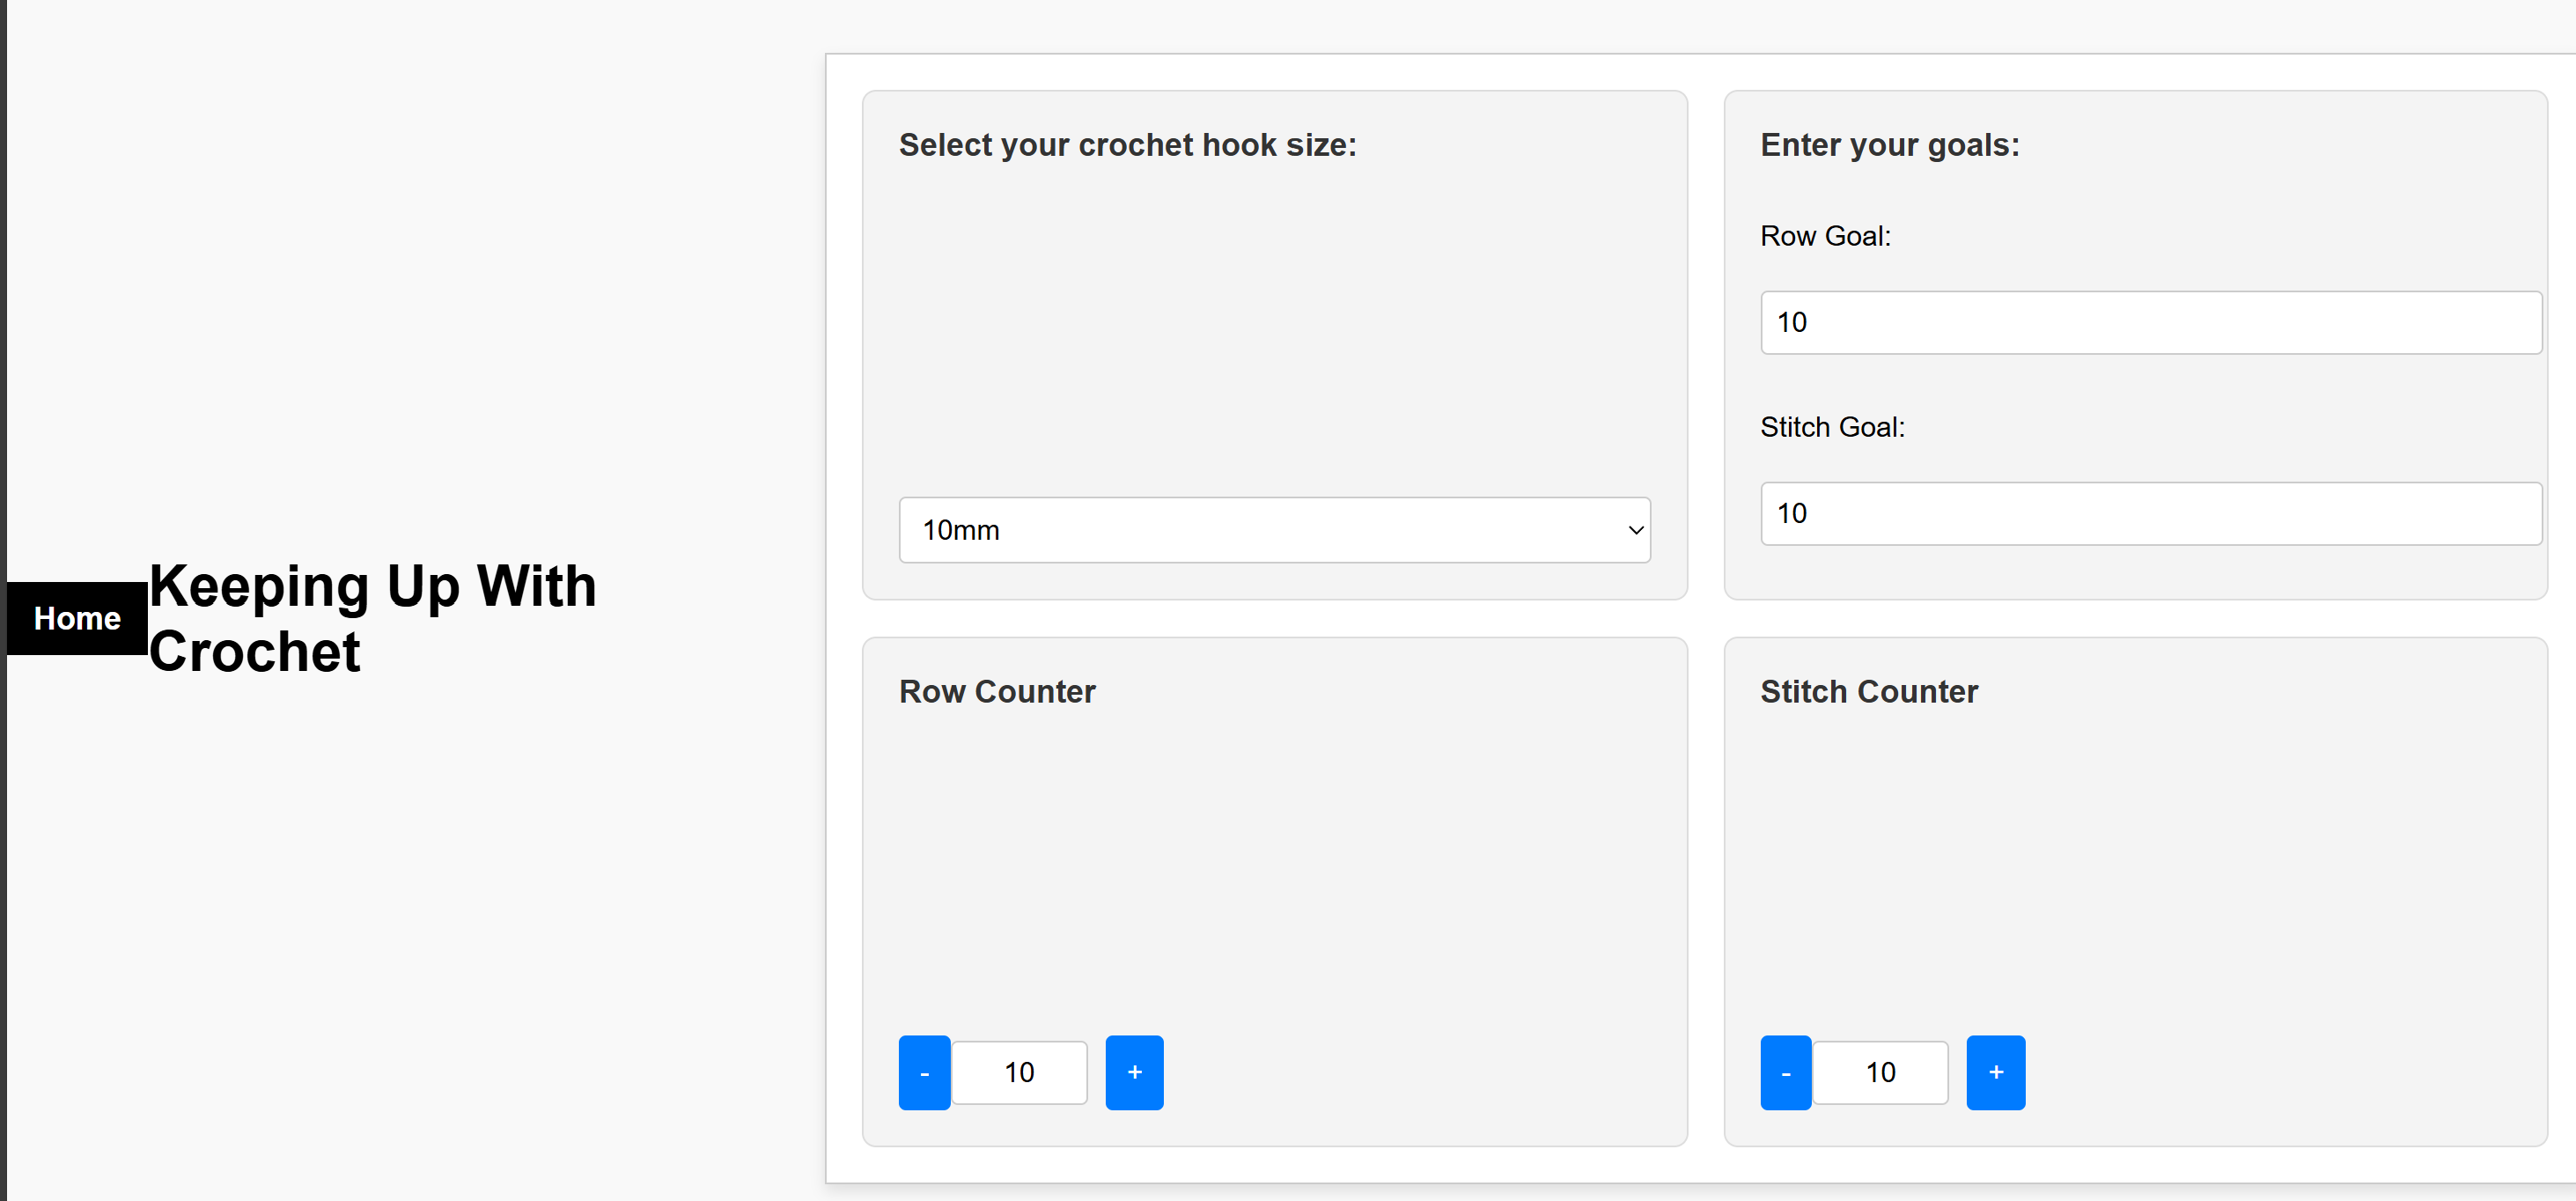 Home
Keeping Up With
Crochet
Select your crochet hook size:
10mm
Enter your goals:
Row Goal:
10
Stitch Goal:
10
Row Counter
- 10 +
Stitch Counter
- 10 +